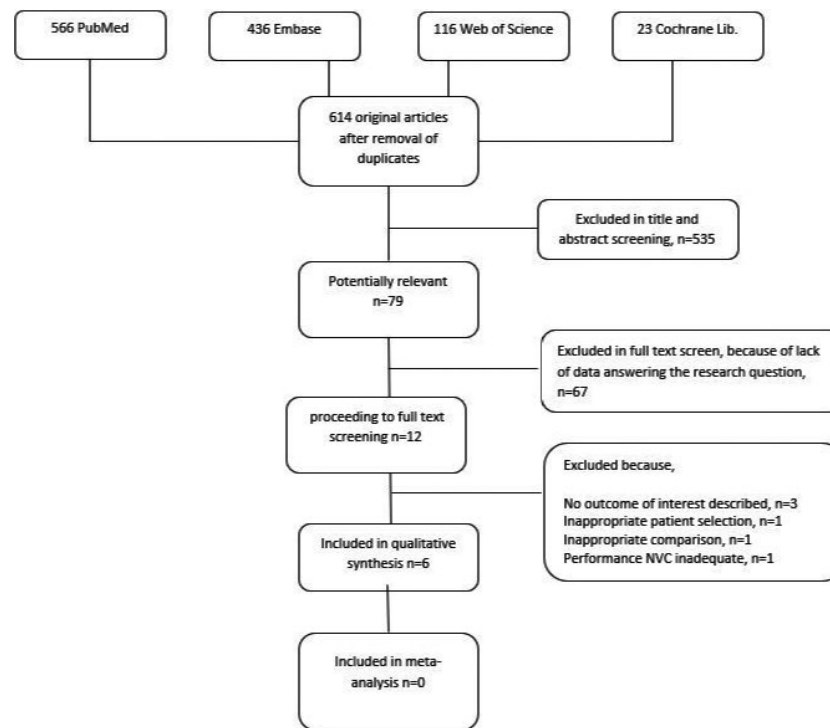 566 PubMed
436 Embase
116 Web of Science
23 Cochrane Lib.
614 original articles
after removal of
duplicates
Excluded in title and
abstract screening, n=535
Potentially relevant
n=79
Excluded in full text screen, because of lack
of data answering the research question,
n=67
proceeding to full text
screening n=12
Excluded because,
No outcome of interest described, n=3
Inappropriate patient selection, n=1
Inappropriate comparison, n=1
Performance NVC inadequate, n=1
Included in qualitative
synthesis n=6
Included in meta-
analysis n=0